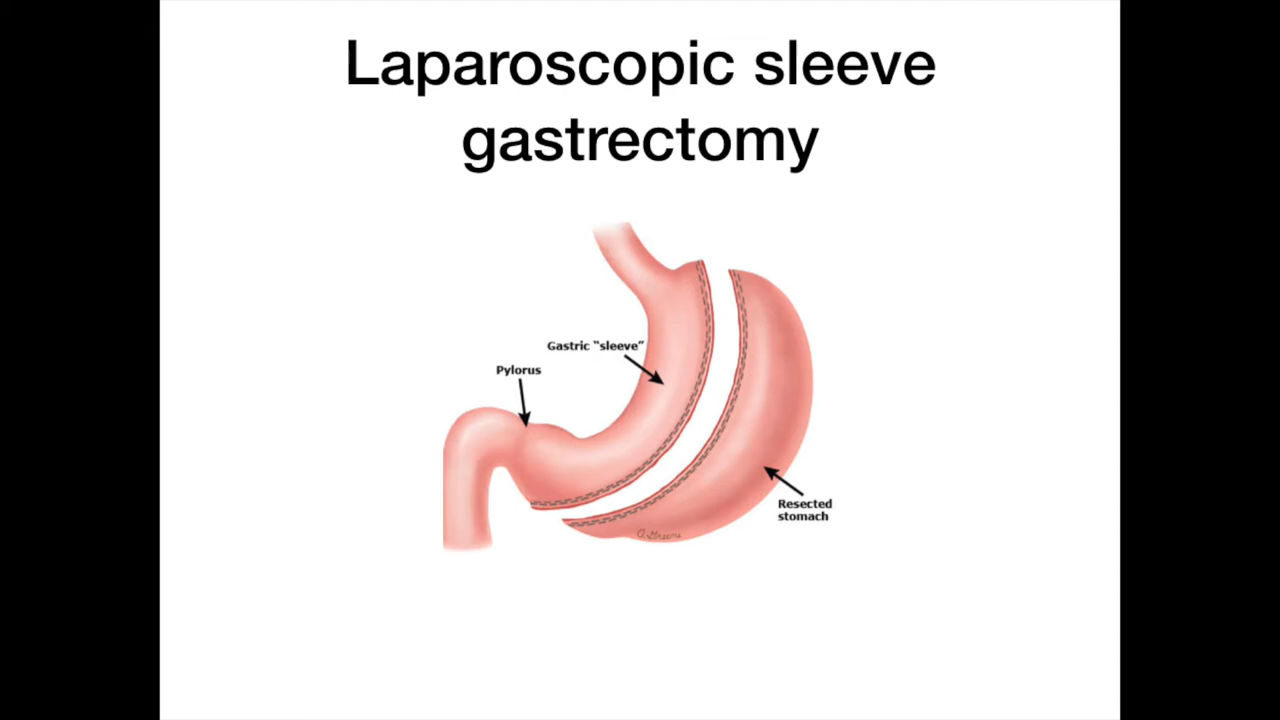 Laparoscopic sleeve
gastrectomy
Gastric “sleeve”
Pylorus
Resected
stomach